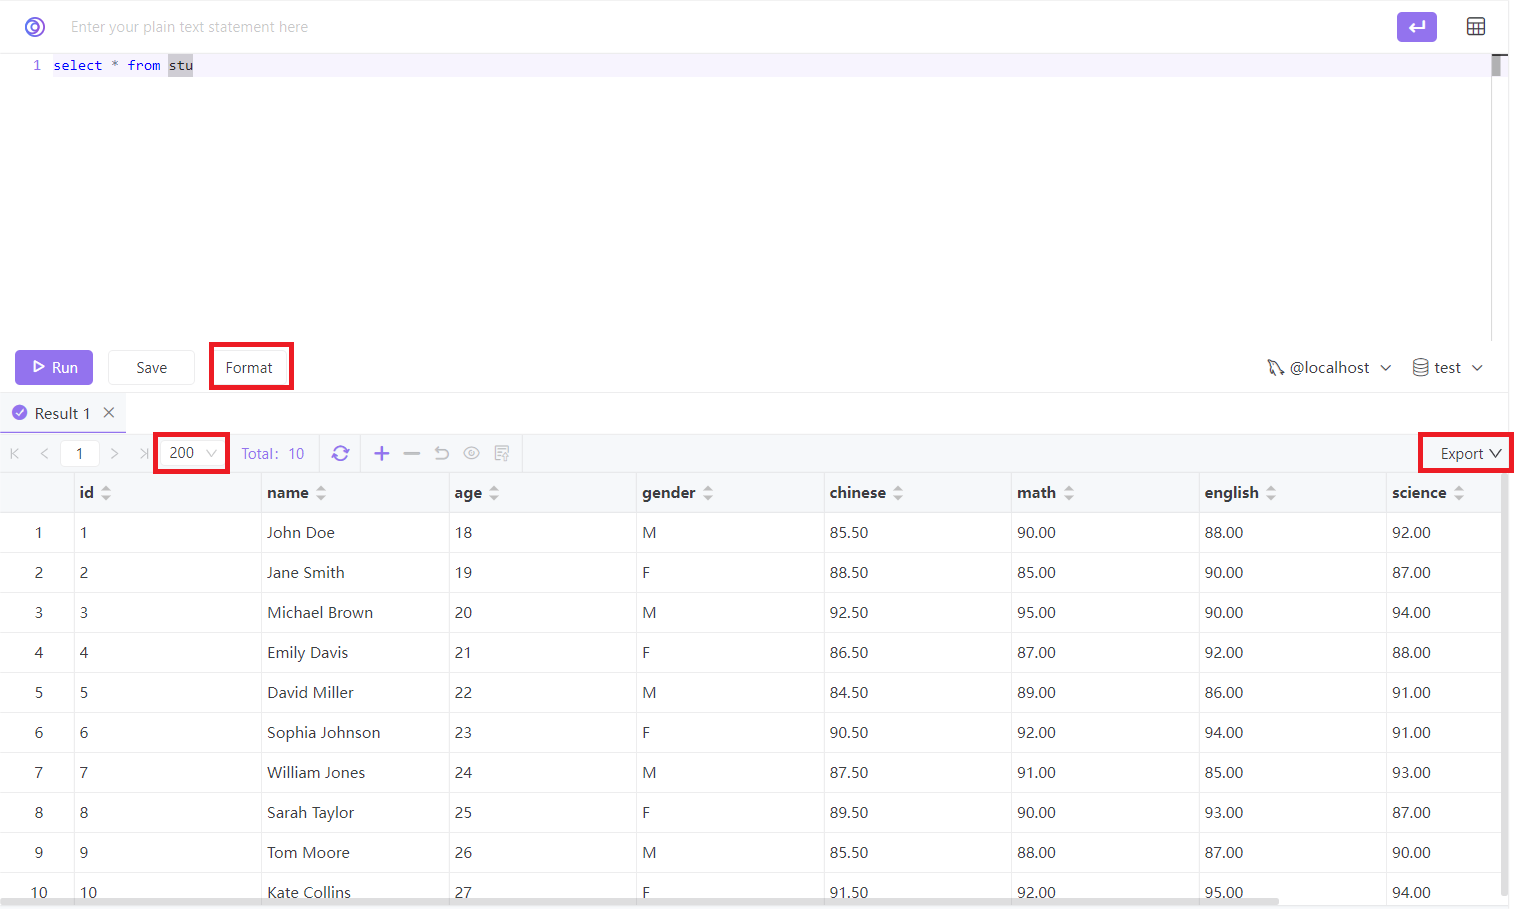 Enter your plain text statement here
1 select * from stu
Run Save Format @localhost test
Result 1
1 200 Total: 10 Export
id name age gender chinese math english science
1 1 John Doe 18 M 85.50 90.00 88.00 92.00
2 2 Jane Smith 19 F 88.50 85.00 90.00 87.00
3 3 Michael Brown 20 M 92.50 95.00 90.00 94.00
4 4 Emily Davis 21 F 86.50 87.00 92.00 88.00
5 5 David Miller 22 M 84.50 89.00 86.00 91.00
6 6 Sophia Johnson 23 F 90.50 92.00 94.00 91.00
7 7 William Jones 24 M 87.50 91.00 85.00 93.00
8 8 Sarah Taylor 25 F 89.50 90.00 93.00 87.00
9 9 Tom Moore 26 M 85.50 88.00 87.00 90.00
10 10 Kate Collins 27 F 91.50 92.00 95.00 94.00